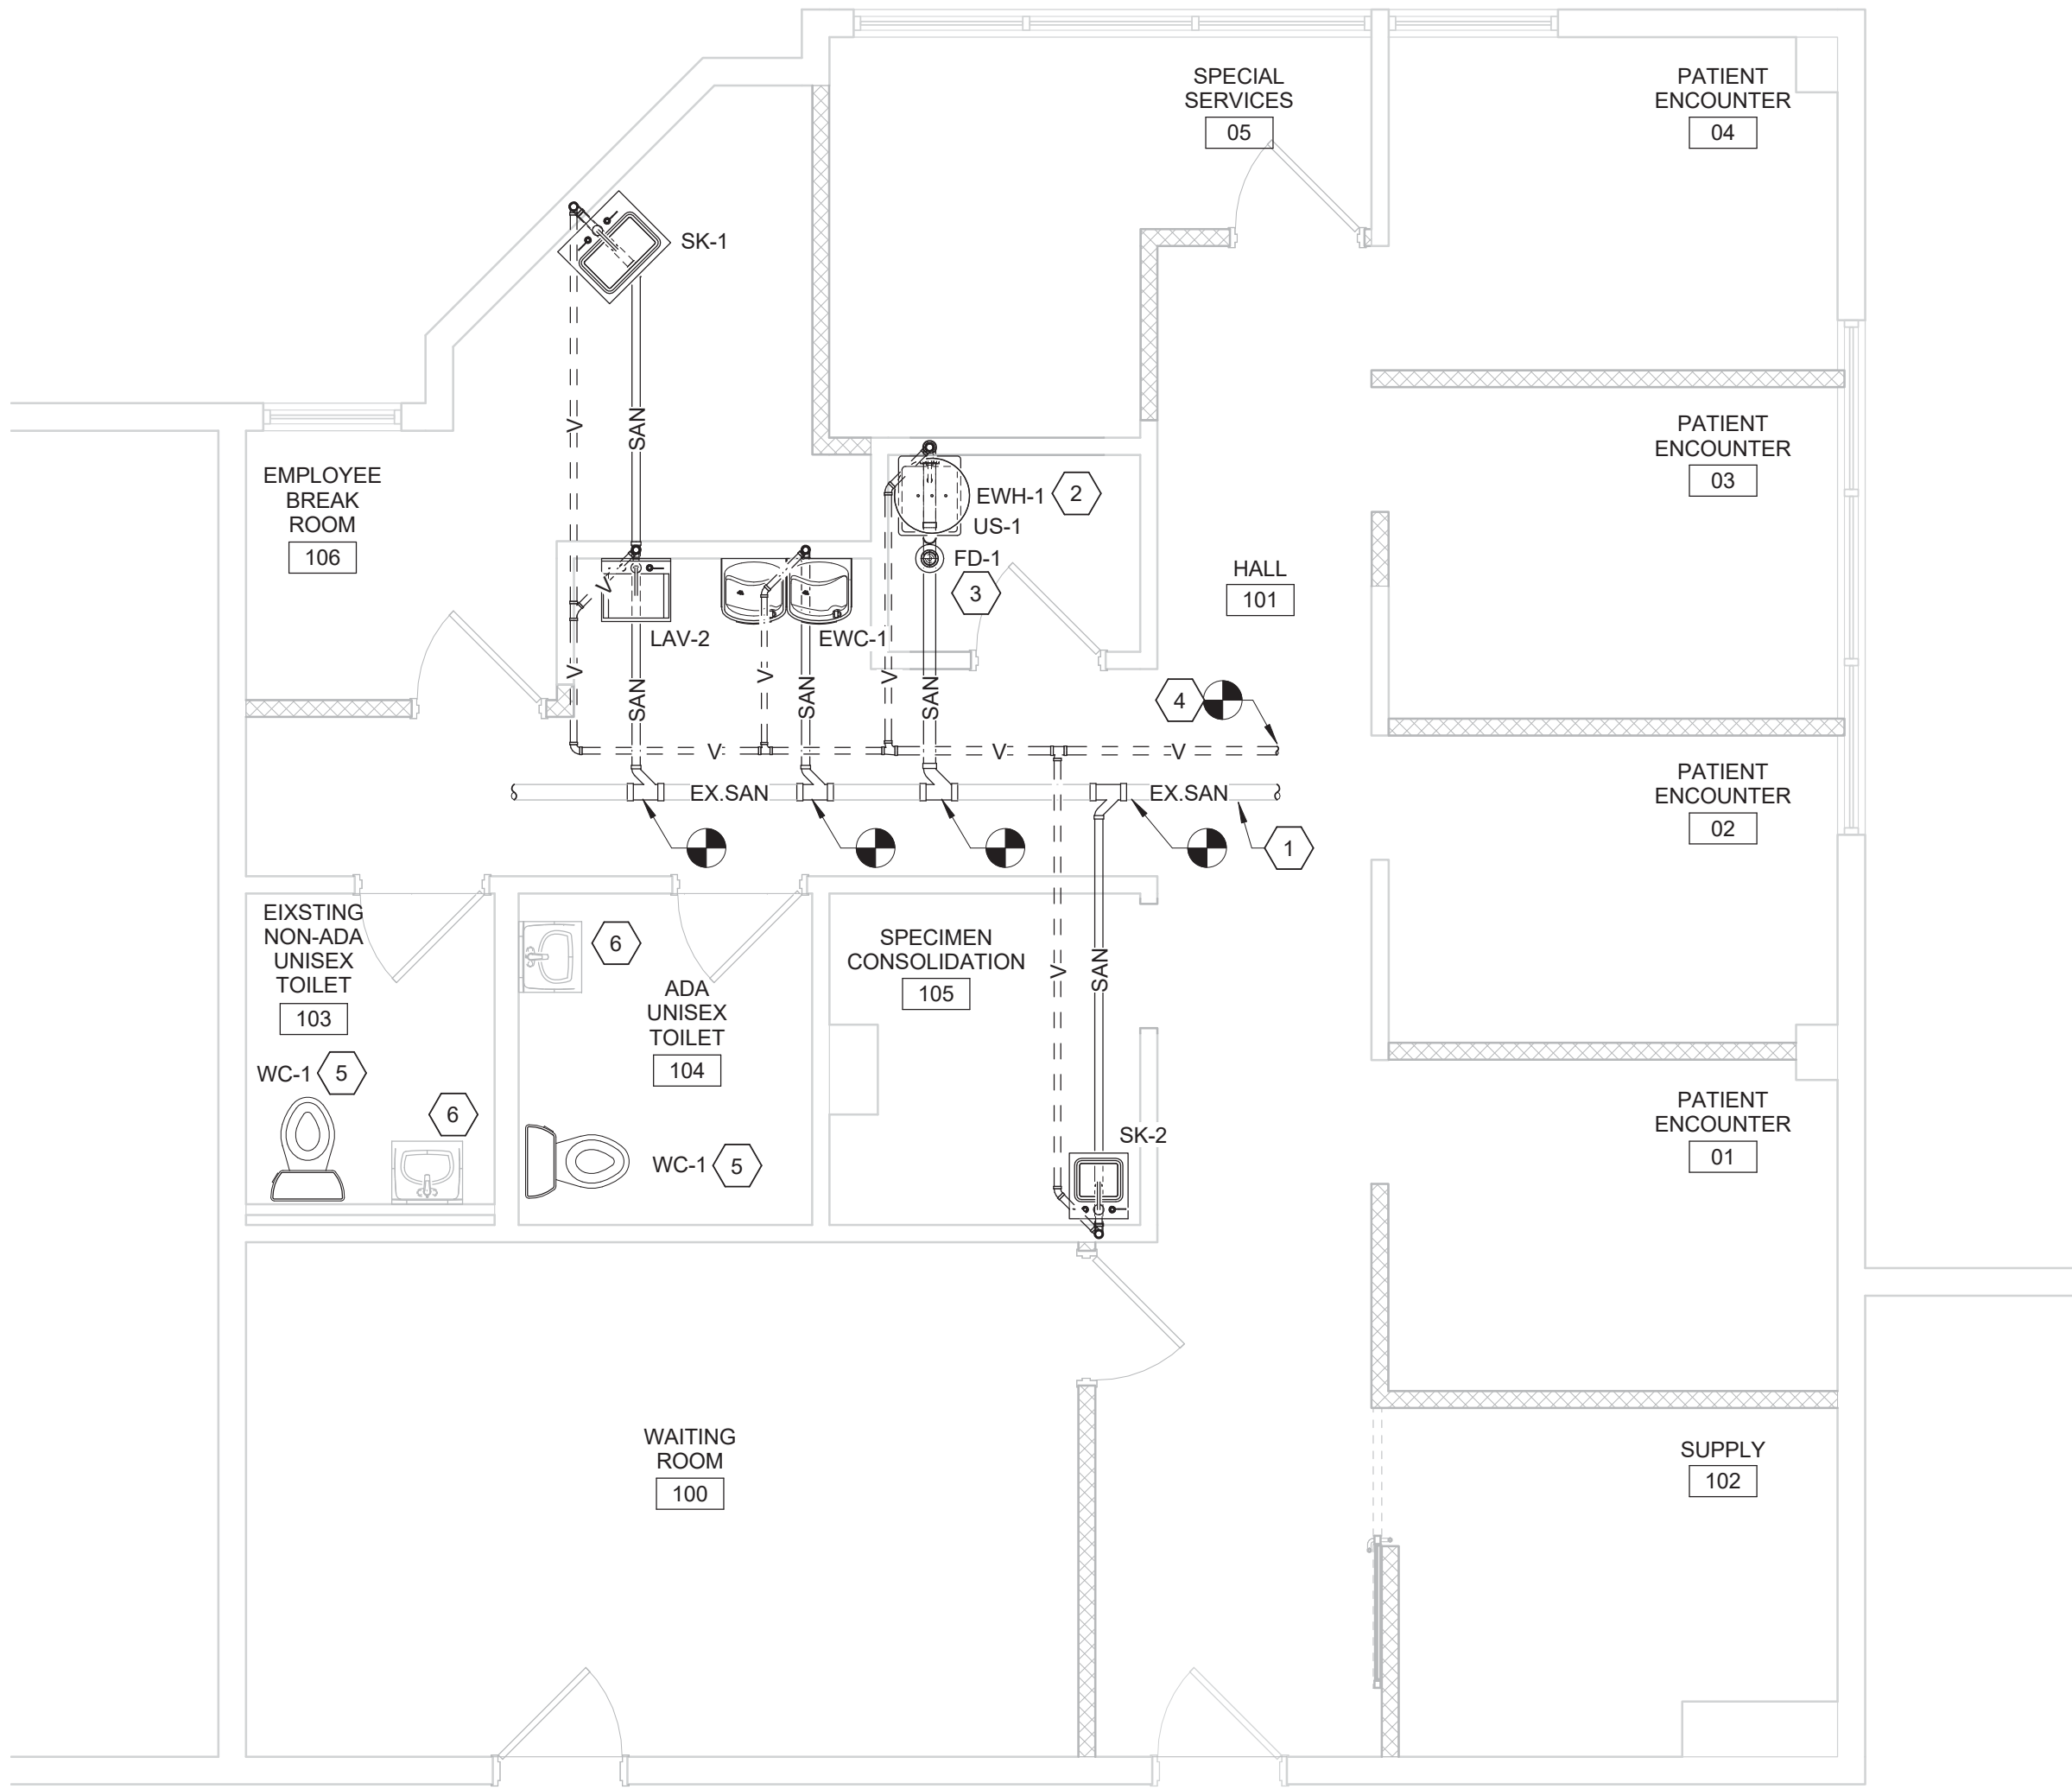 SPECIAL
SERVICES
05
PATIENT
ENCOUNTER
04
SK-1
V
SAN
PATIENT
ENCOUNTER
03
EMPLOYEE
BREAK
ROOM
106
EWH-1
2
US-1
FD-1
3
HALL
101
V
LAV-2
EWC-1
V
V
V
SAN
SAN
SAN
4
V
V
V
EX.SAN
EX.SAN
1
PATIENT
ENCOUNTER
02
EIXSTING
NON-ADA
UNISEX
TOILET
103
6
ADA
UNISEX
TOILET
104
SPECIMEN
CONSOLIDATION
105
V
SAN
WC-1
5
6
WC-1
5
SK-2
PATIENT
ENCOUNTER
01
WAITING
ROOM
100
SUPPLY
102